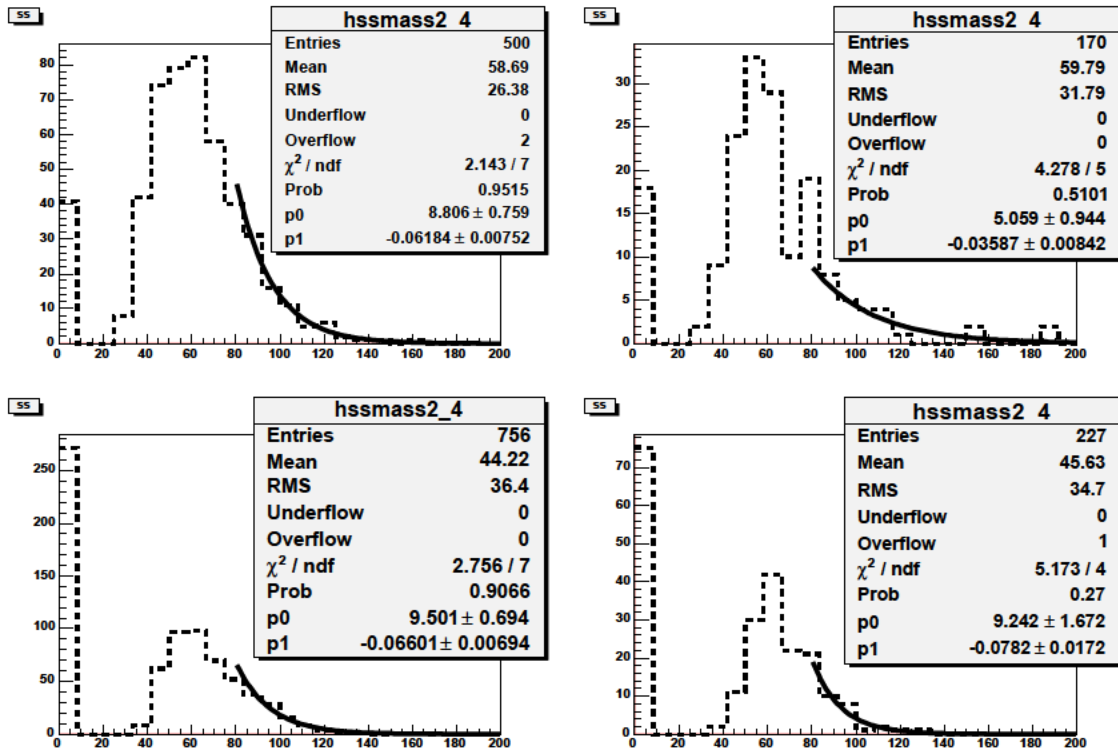 ss
hssmass2_4
Entries 500
Mean 58.69
RMS 26.38
Underflow 0
Overflow 2
χ² / ndf 2.143 / 7
Prob 0.9515
p0 8.806 ± 0.759
p1 -0.06184 ± 0.00752
80
70
60
50
40
30
20
10
0
0 20 40 60 80 100 120 140 160 180 200
ss
hssmass2_4
Entries 170
Mean 59.79
RMS 31.79
Underflow 0
Overflow 0
χ² / ndf 4.278 / 5
Prob 0.5101
p0 5.059 ± 0.944
p1 -0.03587 ± 0.00842
30
25
20
15
10
5
0
0 20 40 60 80 100 120 140 160 180 200
ss
hssmass2_4
Entries 756
Mean 44.22
RMS 36.4
Underflow 0
Overflow 0
χ² / ndf 2.756 / 7
Prob 0.9066
p0 9.501 ± 0.694
p1 -0.06601 ± 0.00694
250
200
150
100
50
0
0 20 40 60 80 100 120 140 160 180 200
ss
hssmass2_4
Entries 227
Mean 45.63
RMS 34.7
Underflow 0
Overflow 1
χ² / ndf 5.173 / 4
Prob 0.27
p0 9.242 ± 1.672
p1 -0.0782 ± 0.0172
70
60
50
40
30
20
10
0
0 20 40 60 80 100 120 140 160 180 200